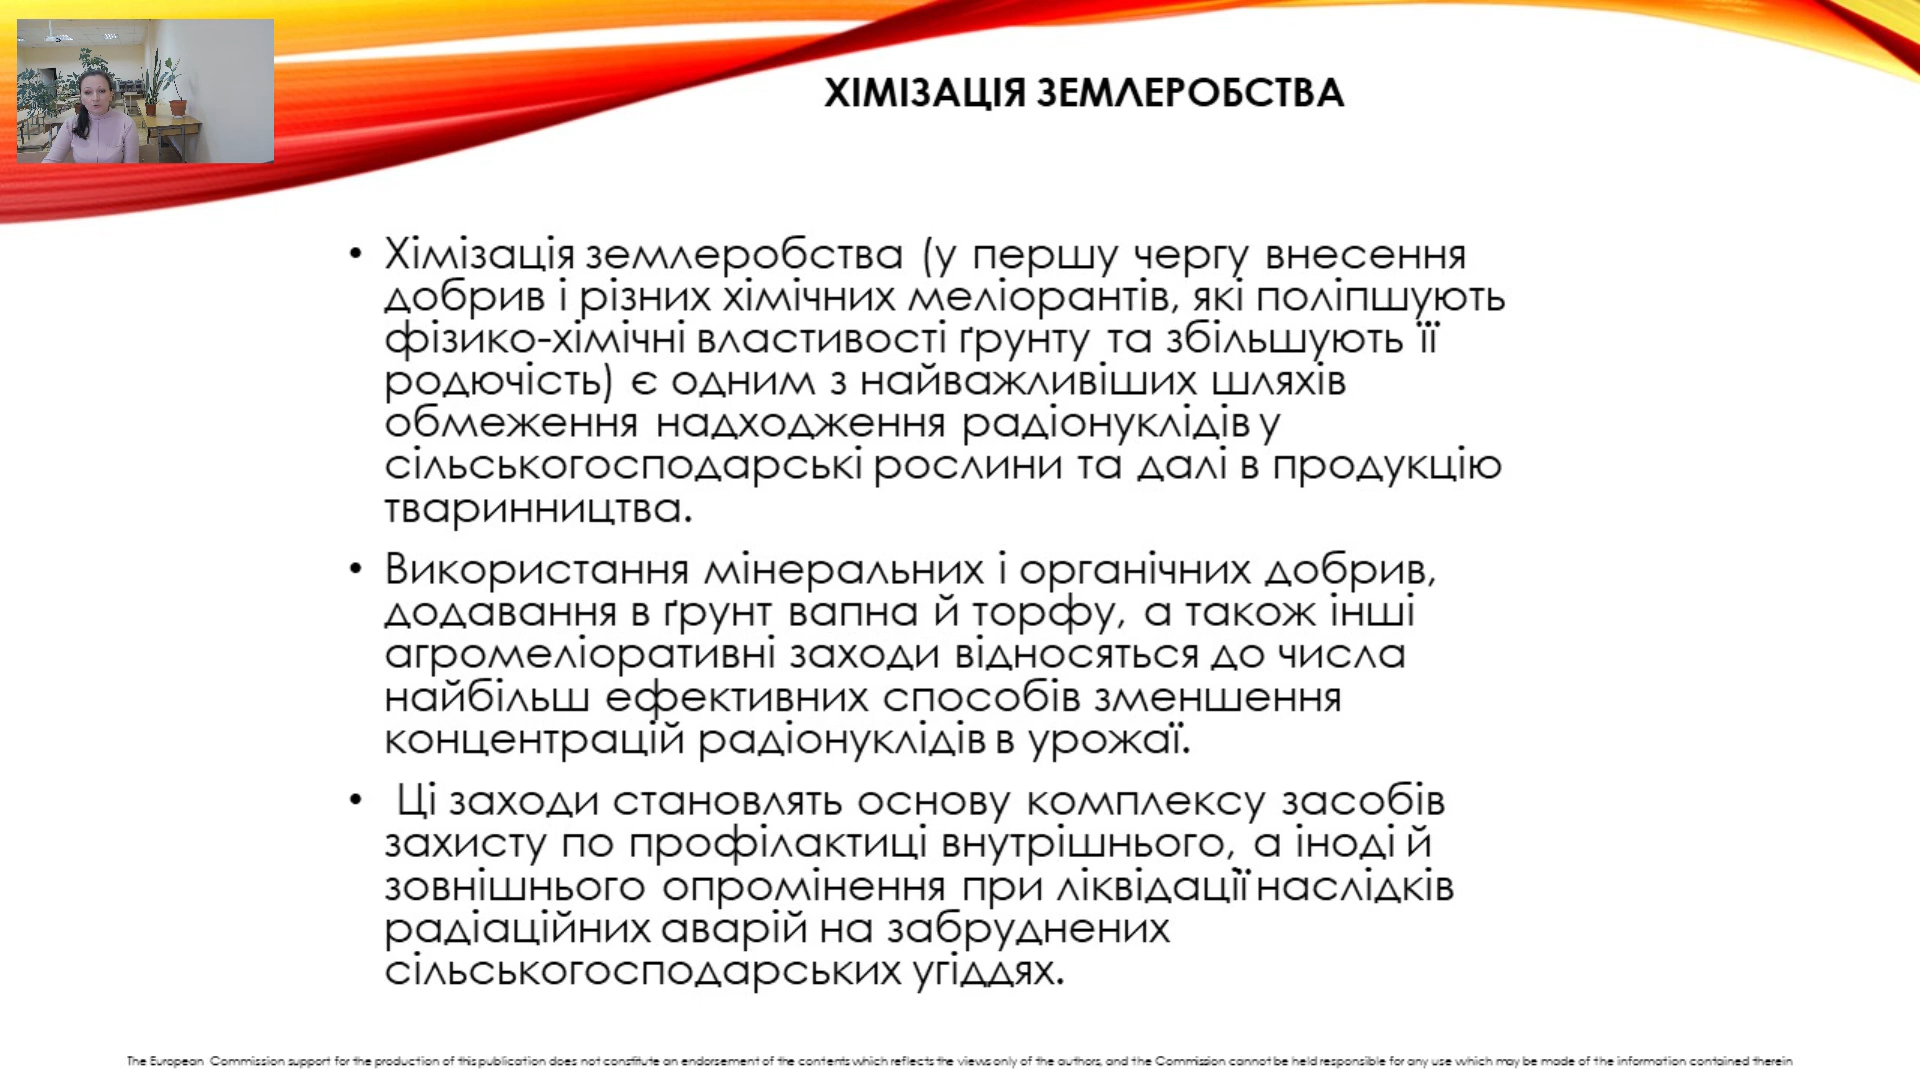 ХІМІЗАЦІЯ ЗЕМЛЕРОБСТВА
• Хімізація землеробства (у першу чергу внесення
добрив і різних хімічних меліорантів, які поліпшують
фізико-хімічні властивості ґрунту та збільшують її
родючість) є одним з найважливіших шляхів
обмеження надходження радіонуклідів у
сільськогосподарські рослини та далі в продукцію
тваринництва.
• Використання мінеральних і органічних добрив,
додавання в ґрунт вапна й торфу, а також інші
агромеліоративні заходи відносяться до числа
найбільш ефективних способів зменшення
концентрацій радіонуклідів в урожаї.
• Ці заходи становлять основу комплексу засобів
захисту по профілактиці внутрішнього, а іноді й
зовнішнього опромінення при ліквідації наслідків
радіаційних аварій на забруднених
сільськогосподарських угіддях.
The European Commission support for the production of this publication does not constitute an endorsement of the contents which reflects the views only of the authors, and the Commission cannot be held responsible for any use which may be made of the information contained therein